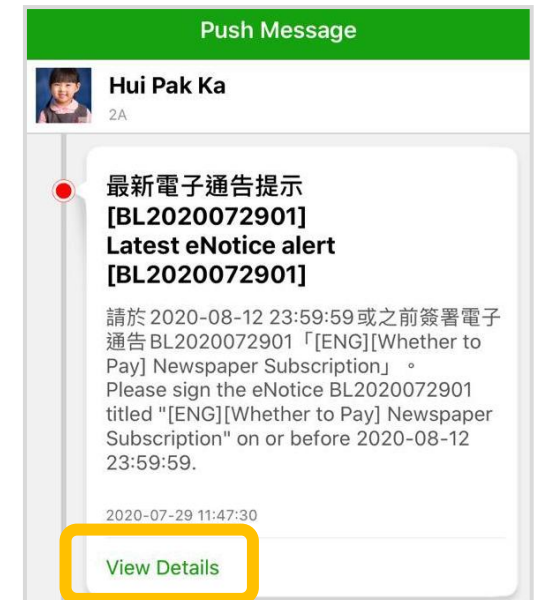 Push Message
Hui Pak Ka
2A
最新電子通告提示
[BL2020072901]
Latest eNotice alert
[BL2020072901]
請於 2020-08-12 23:59:59 或之前簽署電子
通告 BL2020072901「[ENG][Whether to
Pay] Newspaper Subscription」。
Please sign the eNotice BL2020072901
titled "[ENG][Whether to Pay] Newspaper
Subscription" on or before 2020-08-12
23:59:59.
2020-07-29 11:47:30
View Details